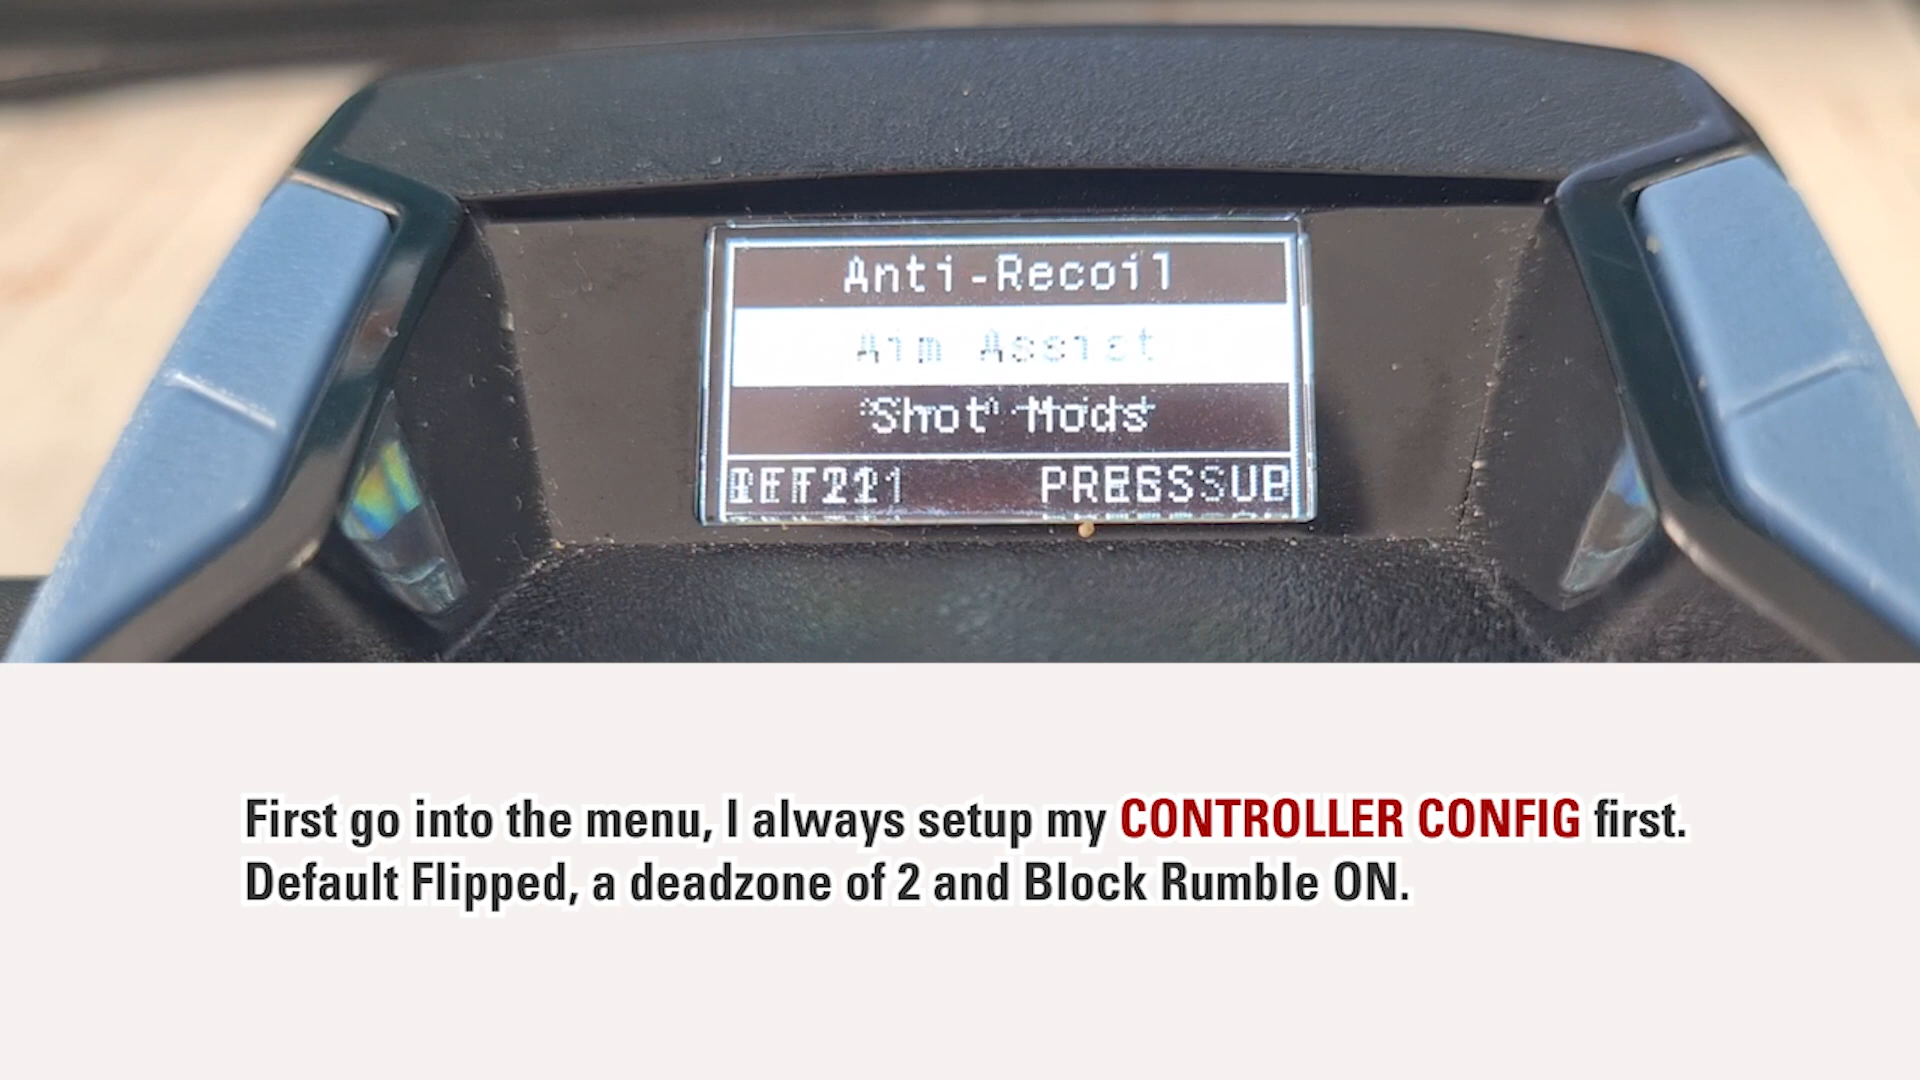 Anti-Recoil
Aim Assist
Shot Mods
First go into the menu, I always setup my CONTROLLER CONFIG first.
Default Flipped, a deadzone of 2 and Block Rumble ON.